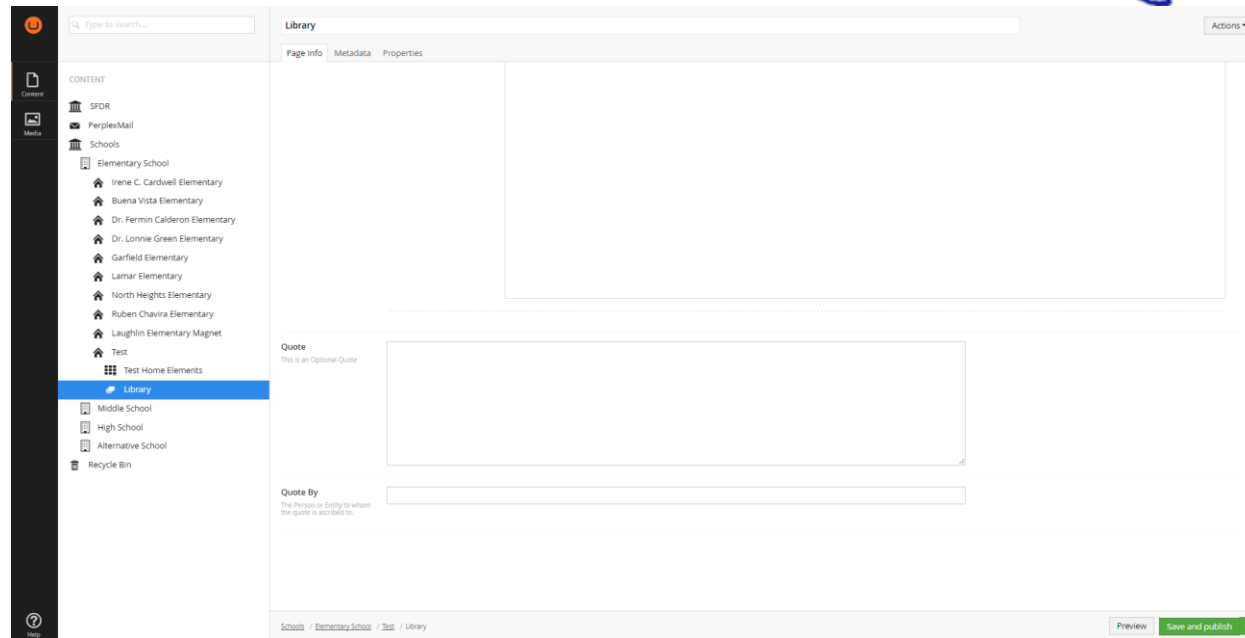 Type to search...
Content
Media
Help
CONTENT
SFDR
PerplexMail
Schools
Elementary School
Irene C. Cardwell Elementary
Buena Vista Elementary
Dr. Fermin Calderon Elementary
Dr. Lonnie Green Elementary
Garfield Elementary
Lamar Elementary
North Heights Elementary
Ruben Chavira Elementary
Laughlin Elementary Magnet
Test
Test Home Elements
Library
Middle School
High School
Alternative School
Recycle Bin
Library
Actions
Page Info Metadata Properties
Quote
This is an Optional Quote
Quote By
The Person or Entity to whom
the quote is ascribed to.
Schools / Elementary School / Test / Library
Preview Save and publish